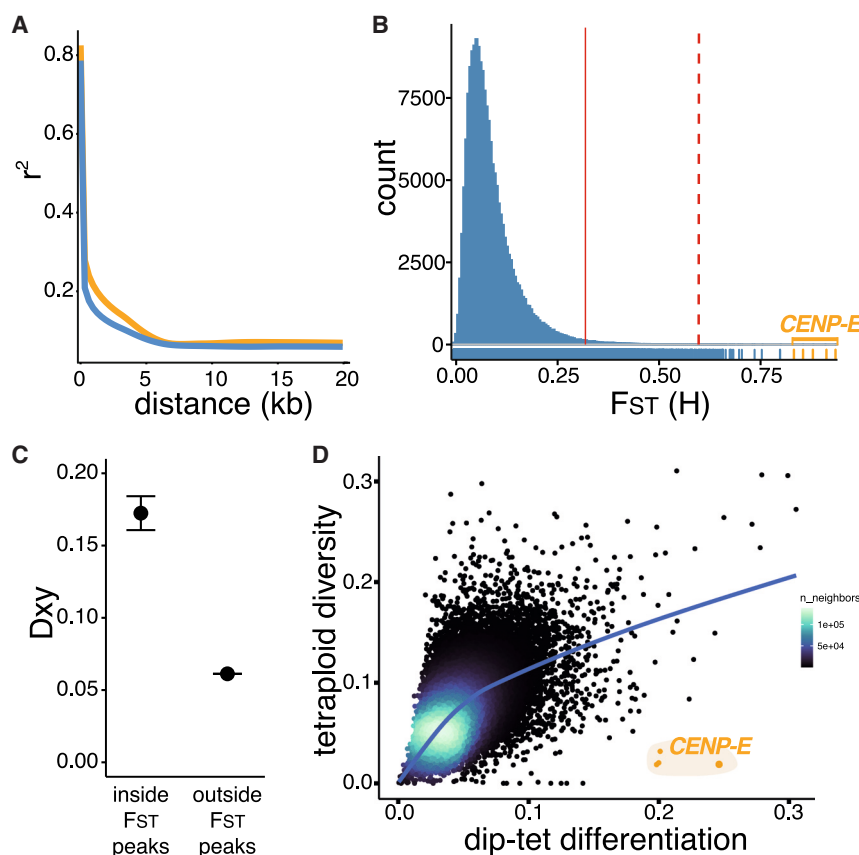 A
0.8
0.6
0.4
0.2
r²
0
5
10
15
20
distance (kb)
B
7500
5000
2500
0
count
CENP-E
0.00
0.25
0.50
0.75
FST (H)
C
0.20
0.15
0.10
0.05
0.00
Dxy
inside
FST
peaks
outside
FST
peaks
D
0.3
0.2
0.1
0.0
tetraploid diversity
n_neighbors
1e+05
5e+04
CENP-E
0.0
0.1
0.2
0.3
dip-tet differentiation